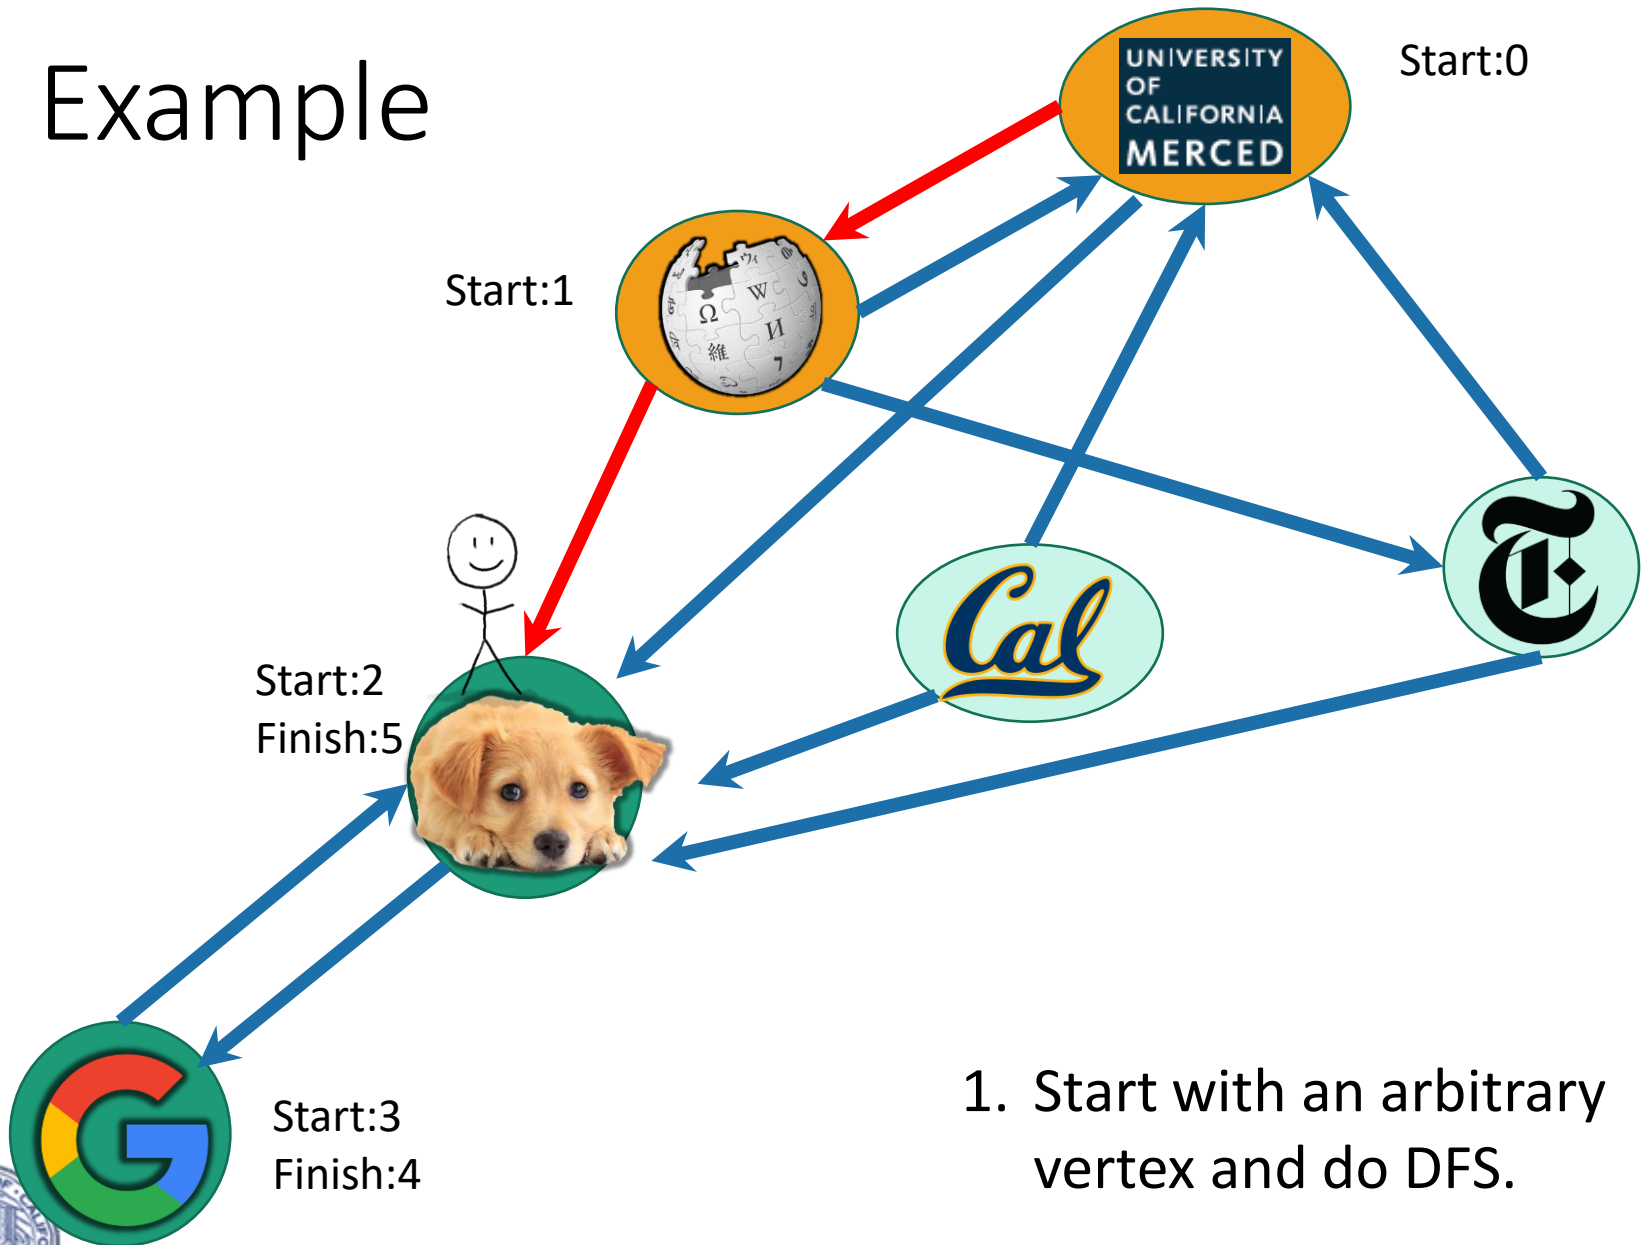 Example
UNIVERSITY
OF
CALIFORNIA
MERCED
Start:0
Start:1
Ω
W
И
維
Cal
Start:2
Finish:5
Start:3
Finish:4
1. Start with an arbitrary
vertex and do DFS.